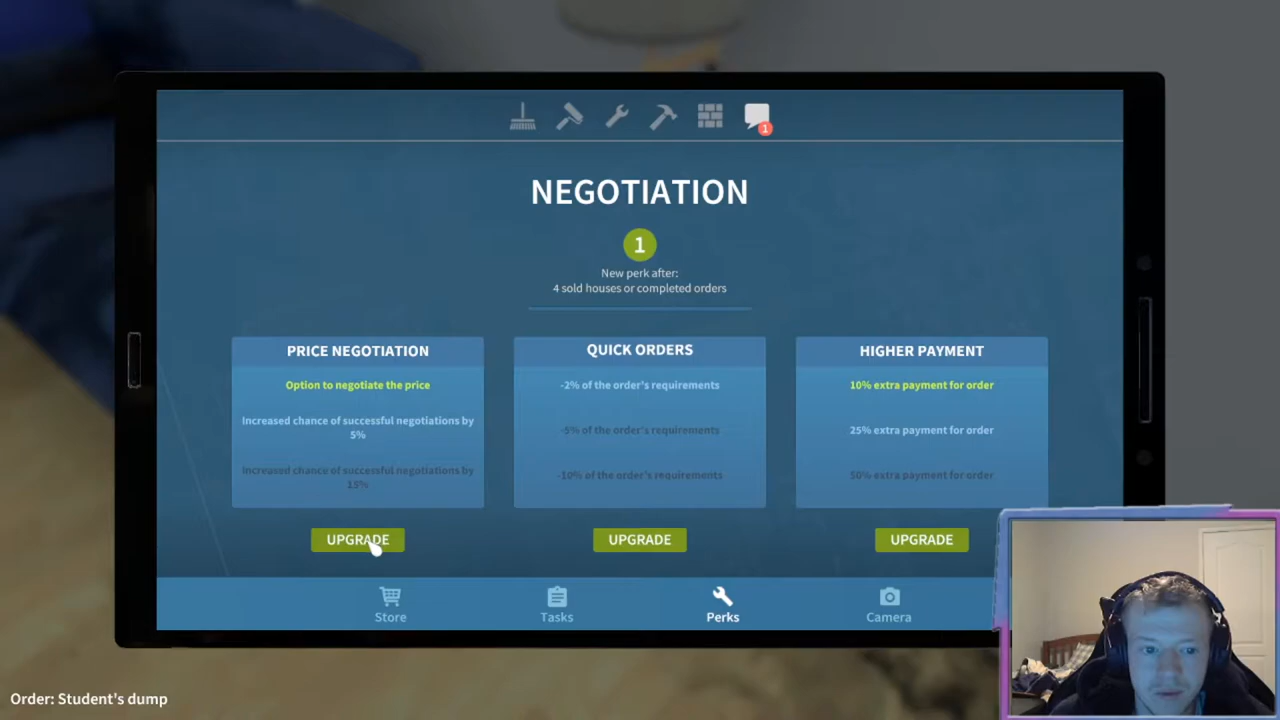 1
NEGOTIATION
1
New perk after:
4 sold houses or completed orders
PRICE NEGOTIATION
Option to negotiate the price
Increased chance of successful negotiations by
5%
Increased chance of successful negotiations by
15%
UPGRADE
QUICK ORDERS
-2% of the order's requirements
-5% of the order's requirements
-10% of the order's requirements
UPGRADE
HIGHER PAYMENT
10% extra payment for order
25% extra payment for order
50% extra payment for order
UPGRADE
Store
Tasks
Perks
Camera
Order: Student's dump